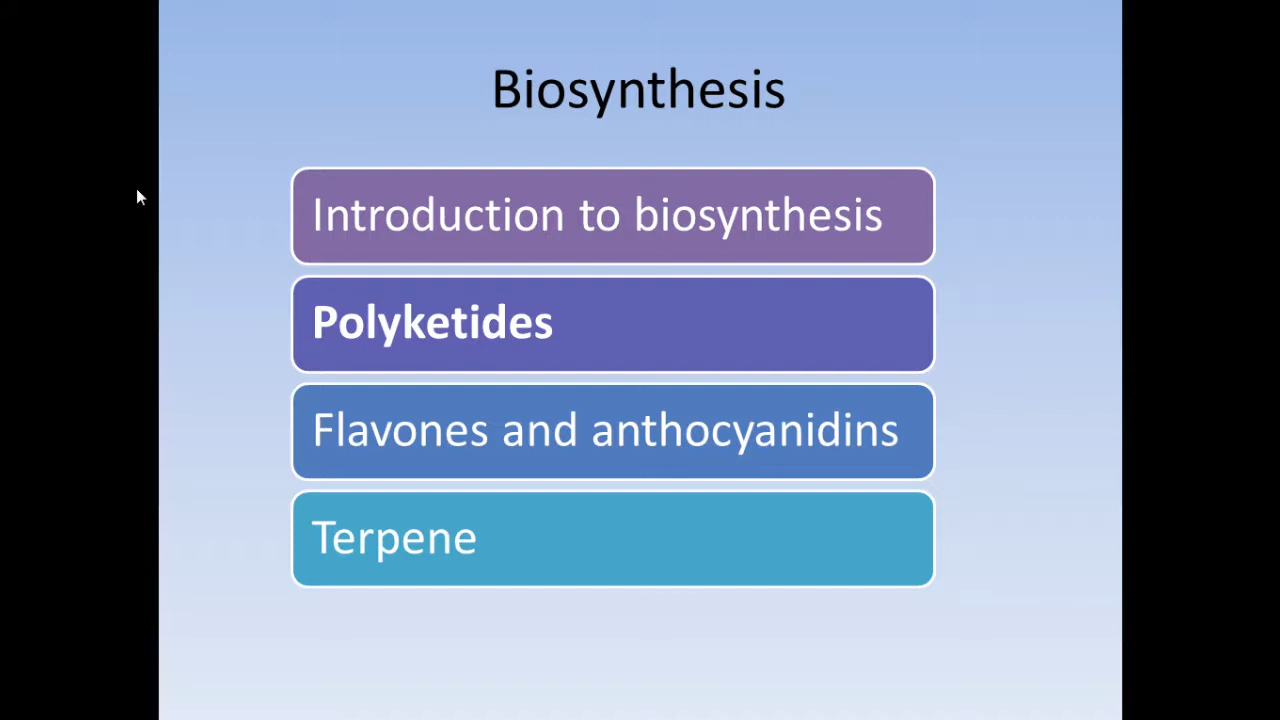 Biosynthesis
Introduction to biosynthesis
Polyketides
Flavones and anthocyanidins
Terpene